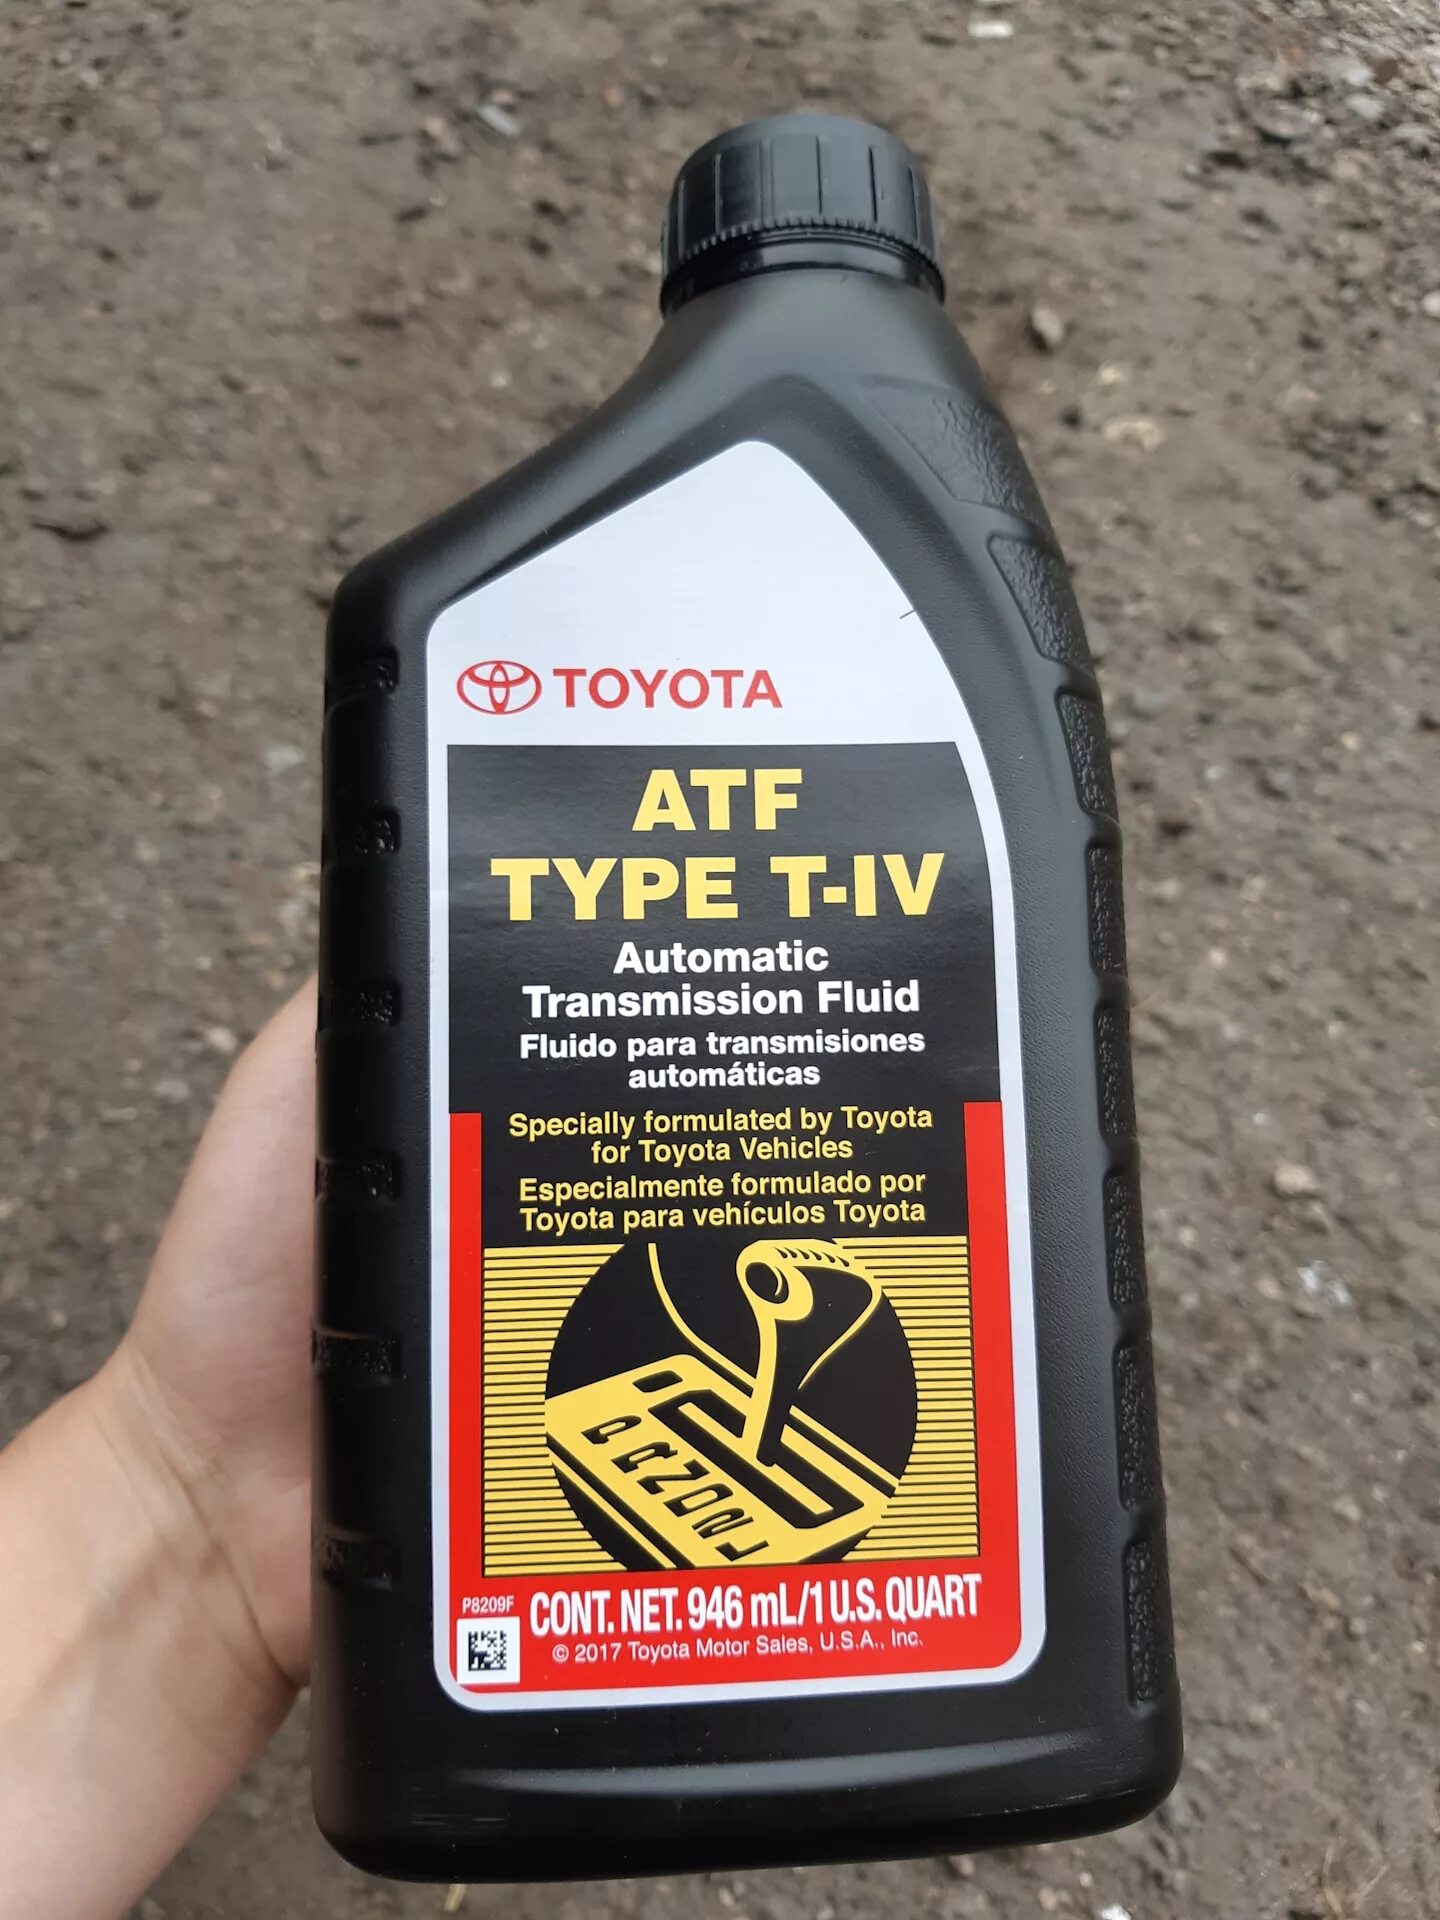 TOYOTA
ATF
TYPE T-IV
Automatic
Transmission Fluid
Fluido para transmisiones
automáticas
Specially formulated by Toyota
for Toyota Vehicles
Especialmente formulado por
Toyota para vehículos Toyota
P R N D 2 L
P8209F
CONT. NET. 946 mL/1 U.S. QUART
© 2017 Toyota Motor Sales, U.S.A., Inc.